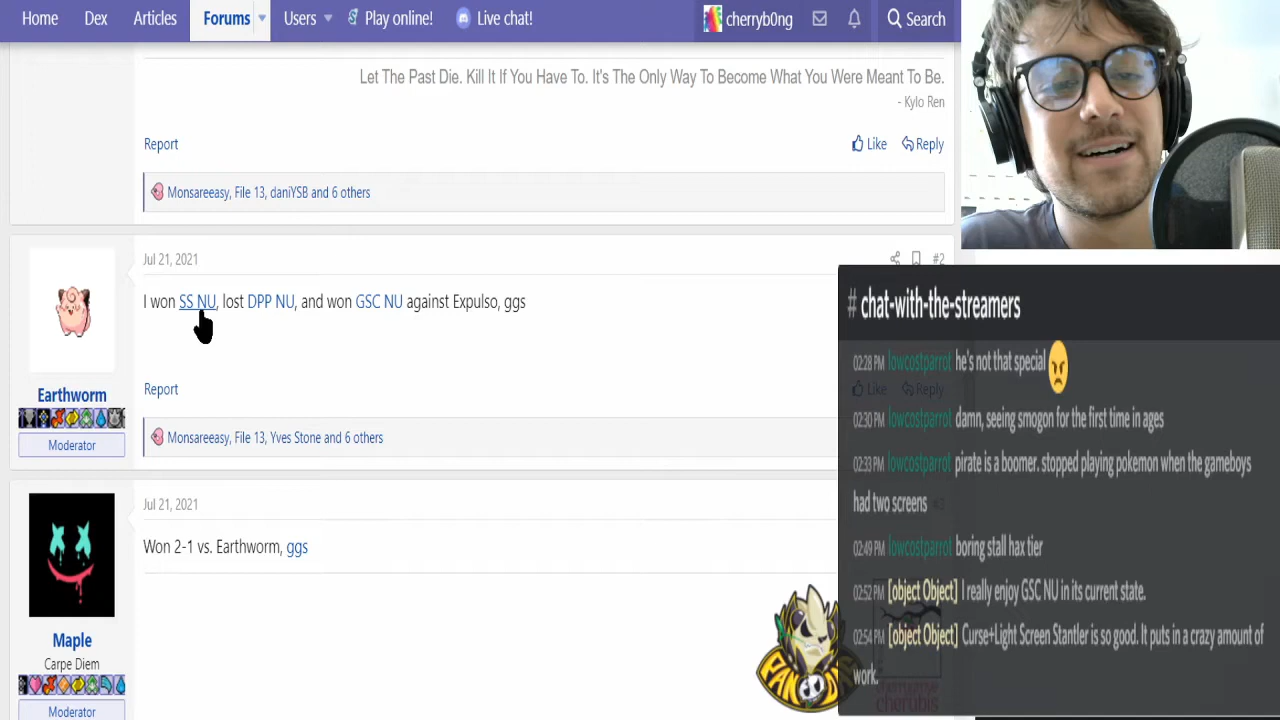 Home Dex Articles Forums Users Play online! Live chat! cherryb0ng Search
Let The Past Die. Kill It If You Have To. It's The Only Way To Become What You Were Meant To Be.
- Kylo Ren
Report Like Reply
Monsareeasy, File 13, daniYSB and 6 others
Jul 21, 2021 #2
I won SS NU, lost DPP NU, and won GSC NU against Expulso, ggs
Report Like Reply
Earthworm
Moderator
Monsareeasy, File 13, Yves Stone and 6 others
Jul 21, 2021
Won 2-1 vs. Earthworm, ggs
Maple
Carpe Diem
Moderator
# chat-with-the-streamers
02:28 PM lowcostparrot he's not that special 😠
02:30 PM lowcostparrot damn, seeing smogon for the first time in ages
02:33 PM lowcostparrot pirate is a boomer. stopped playing pokemon when the gameboys
had two screens
02:49 PM lowcostparrot boring stall hax tier
02:52 PM [object Object] I really enjoy GSC NU in its current state.
02:54 PM [object Object] Curse+Light Screen Stantler is so good. It puts in a crazy amount of
work.
cherubis